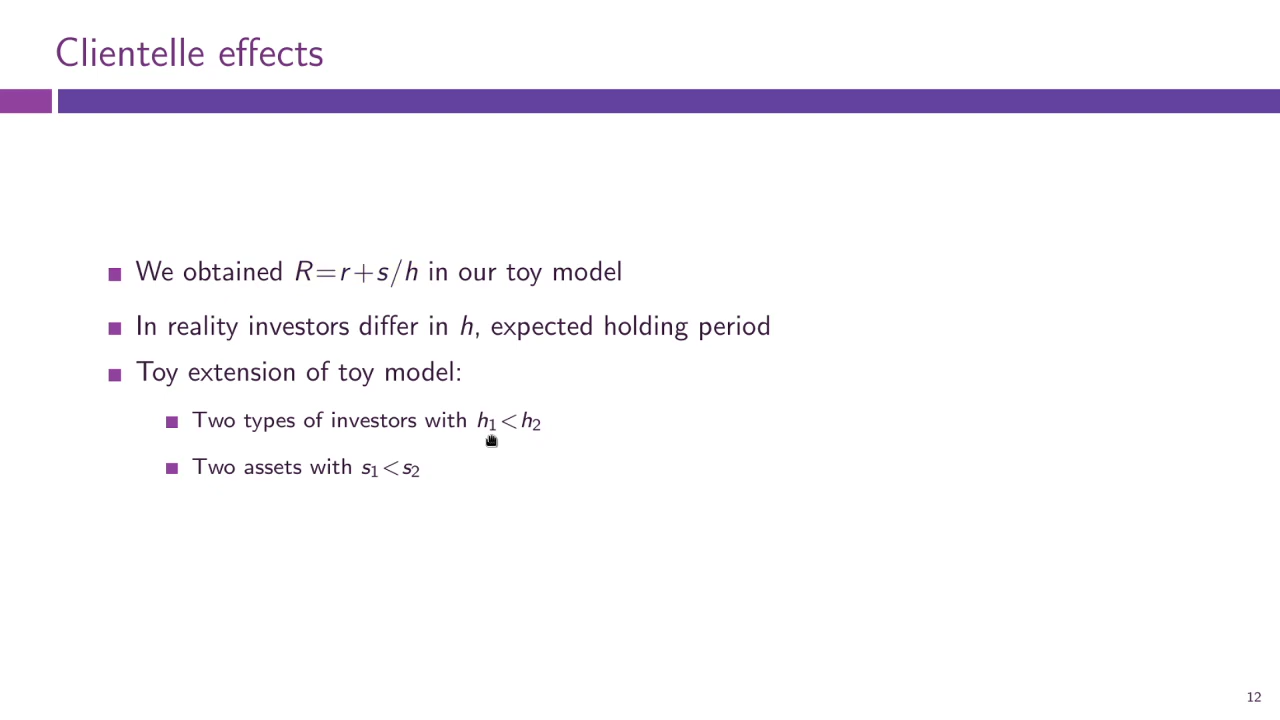 Clientelle effects
We obtained R=r+s/h in our toy model
In reality investors differ in h, expected holding period
Toy extension of toy model:
Two types of investors with h₁<h₂
Two assets with s₁<s₂
12